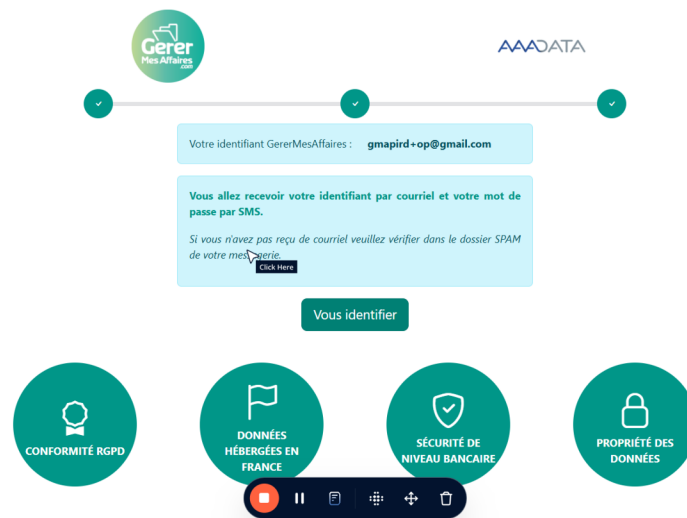 Gerer
Mes Affaires
.com
AAADATA
Votre identifiant GererMesAffaires : gmapird+op@gmail.com
Vous allez recevoir votre identifiant par courriel et votre mot de
passe par SMS.
Si vous n'avez pas reçu de courriel veuillez vérifier dans le dossier SPAM
de votre messagerie.
Click Here
Vous identifier
CONFORMITÉ RGPD
DONNÉES
HÉBERGÉES EN
FRANCE
SÉCURITÉ DE
NIVEAU BANCAIRE
PROPRIÉTÉ DES
DONNÉES